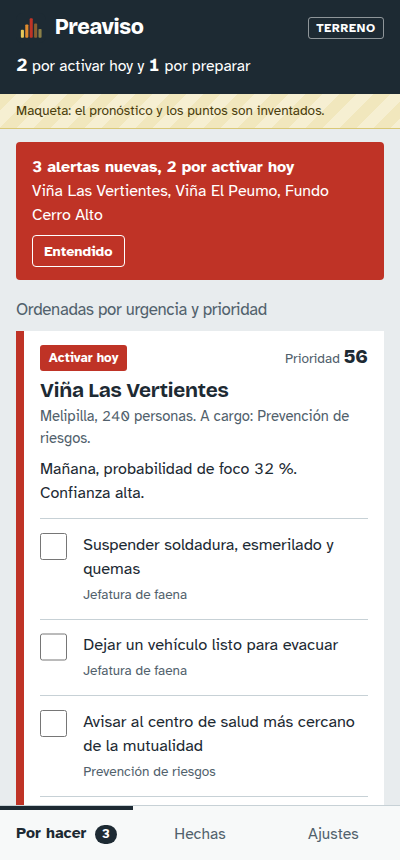 Preaviso
TERRENO
2 por activar hoy y 1 por preparar
Maqueta: el pronóstico y los puntos son inventados.
3 alertas nuevas, 2 por activar hoy
Viña Las Vertientes, Viña El Peumo, Fundo
Cerro Alto
Entendido
Ordenadas por urgencia y prioridad
Activar hoy
Prioridad 56
Viña Las Vertientes
Melipilla, 240 personas. A cargo: Prevención de
riesgos.
Mañana, probabilidad de foco 32 %.
Confianza alta.
Suspender soldadura, esmerilado y
quemas
Jefatura de faena
Dejar un vehículo listo para evacuar
Jefatura de faena
Avisar al centro de salud más cercano
de la mutualidad
Prevención de riesgos
Por hacer 3
Hechas
Ajustes